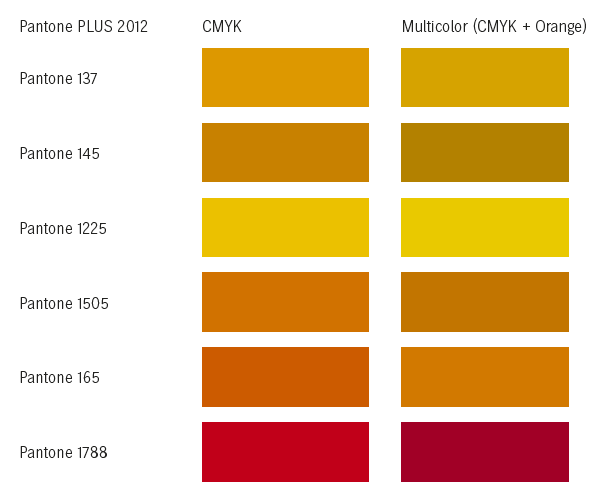 Pantone PLUS 2012 CMYK Multicolor (CMYK + Orange)
Pantone 137
Pantone 145
Pantone 1225
Pantone 1505
Pantone 165
Pantone 1788